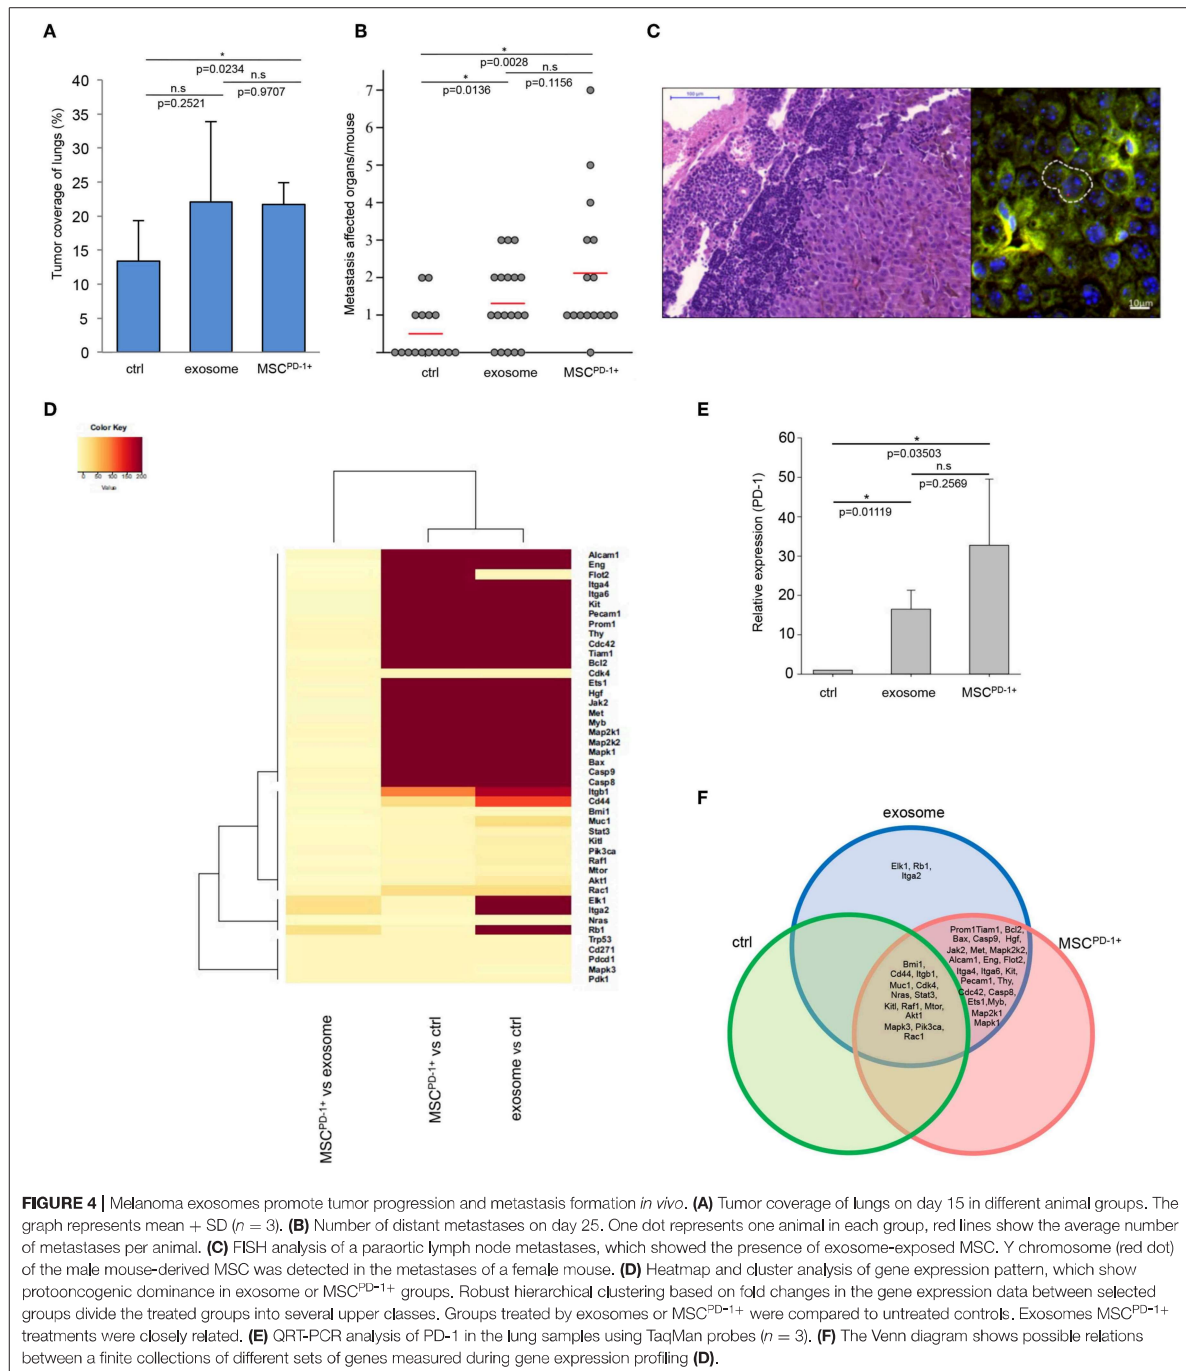 A
*
p=0.0234
n.s
n.s
p=0.2521
p=0.9707
Tumor coverage of lungs (%)
40
35
30
25
20
15
10
5
0
ctrl
exosome
MSCPD-1+
B
*
p=0.0028
*
n.s
p=0.0136
p=0.1156
Metastasis affected organs/mouse
7
6
5
4
3
2
1
0
ctrl
exosome
MSCPD-1+
C
100 µm
10µm
D
Color Key
0 50 100 150 200
Value
Alcam1
Eng
Flot2
Itga4
Itga6
Kit
Pecam1
Prom1
Thy
Cdc42
Tiam1
Bcl2
Cdk4
Ets1
Hgf
Jak2
Met
Myb
Map2k1
Map2k2
Mapk1
Bax
Casp9
Casp8
Itgb1
Cd44
Bmi1
Muc1
Stat3
Kitl
Pik3ca
Raf1
Mtor
Akt1
Rac1
Elk1
Itga2
Nras
Rb1
Trp53
Cd271
Pdcd1
Mapk3
Pdk1
MSCPD-1+ vs exosome
MSCPD-1+ vs ctrl
exosome vs ctrl
E
*
p=0.03503
n.s
p=0.2569
*
p=0.01119
Relative expression (PD-1)
60
50
40
30
20
10
0
ctrl
exosome
MSCPD-1+
F
exosome
Elk1, Rb1,
Itga2
ctrl
MSCPD-1+
Prom1Tiam1, Bcl2,
Bax, Casp9, Hgf,
Jak2, Met, Mapk2k2,
Alcam1, Eng, Flot2,
Itga4, Itga6, Kit,
Pecam1, Thy,
Cdc42, Casp8,
Ets1,Myb,
Map2k1
Mapk1
Bmi1,
Cd44, Itgb1,
Muc1, Cdk4,
Nras, Stat3,
Kitl, Raf1, Mtor,
Akt1
Mapk3, Pik3ca,
Rac1
FIGURE 4 | Melanoma exosomes promote tumor progression and metastasis formation in vivo. (A) Tumor coverage of lungs on day 15 in different animal groups. The
graph represents mean + SD (n = 3). (B) Number of distant metastases on day 25. One dot represents one animal in each group, red lines show the average number
of metastases per animal. (C) FISH analysis of a paraortic lymph node metastases, which showed the presence of exosome-exposed MSC. Y chromosome (red dot)
of the male mouse-derived MSC was detected in the metastases of a female mouse. (D) Heatmap and cluster analysis of gene expression pattern, which show
protooncogenic dominance in exosome or MSCPD-1+ groups. Robust hierarchical clustering based on fold changes in the gene expression data between selected
groups divide the treated groups into several upper classes. Groups treated by exosomes or MSCPD-1+ were compared to untreated controls. Exosomes MSCPD-1+
treatments were closely related. (E) QRT-PCR analysis of PD-1 in the lung samples using TaqMan probes (n = 3). (F) The Venn diagram shows possible relations
between a finite collections of different sets of genes measured during gene expression profiling (D).